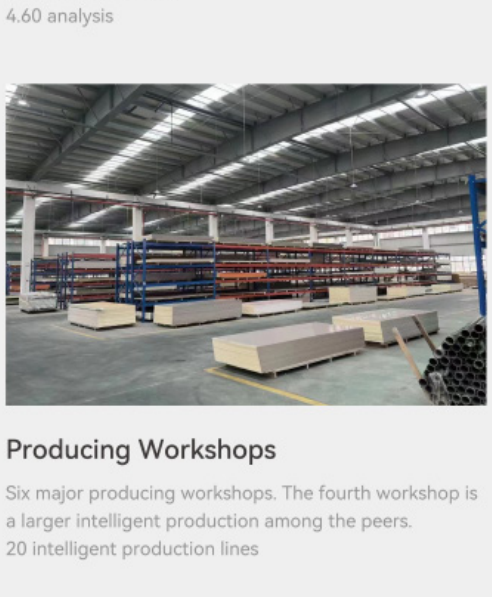 4.60 analysis
Producing Workshops
Six major producing workshops. The fourth workshop is
a larger intelligent production among the peers.
20 intelligent production lines